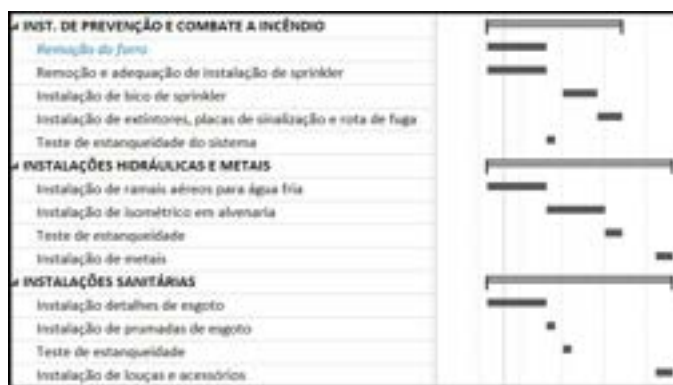 INST. DE PREVENÇÃO E COMBATE A INCÊNDIO
Remoção do forro
Remoção e adequação de instalação de sprinkler
Instalação de bico de sprinkler
Instalação de extintores, placas de sinalização e rota de fuga
Teste de estanqueidade do sistema
INSTALAÇÕES HIDRÁULICAS E METAIS
Instalação de ramais aéreos para água fria
Instalação de isométrico em alvenaria
Teste de estanqueidade
Instalação de metais
INSTALAÇÕES SANITÁRIAS
Instalação detalhes de esgoto
Instalação de prumadas de esgoto
Teste de estanqueidade
Instalação de louças e acessórios